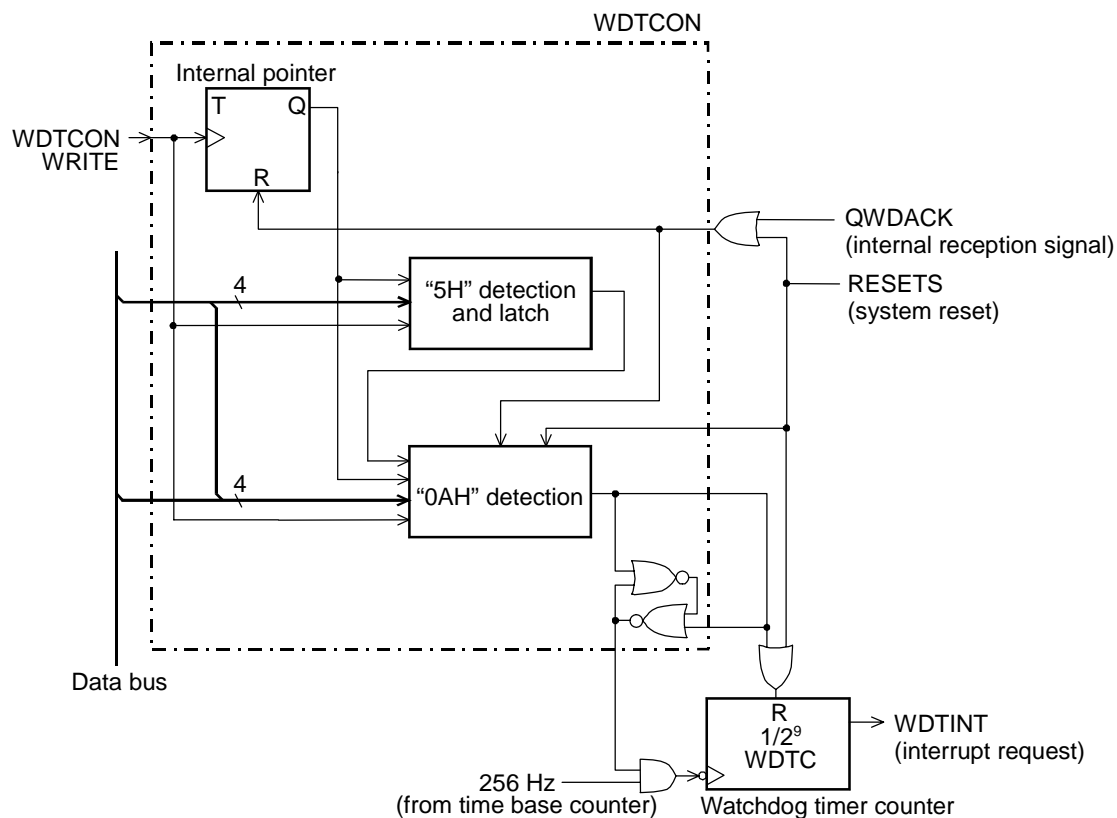 WDTCON
Internal pointer
T
Q
R
WDTCON
WRITE
QWDACK
(internal reception signal)
RESETS
(system reset)
4
“5H” detection
and latch
4
“0AH” detection
Data bus
R
1/2⁹
WDTC
WDTINT
(interrupt request)
256 Hz
(from time base counter)
Watchdog timer counter